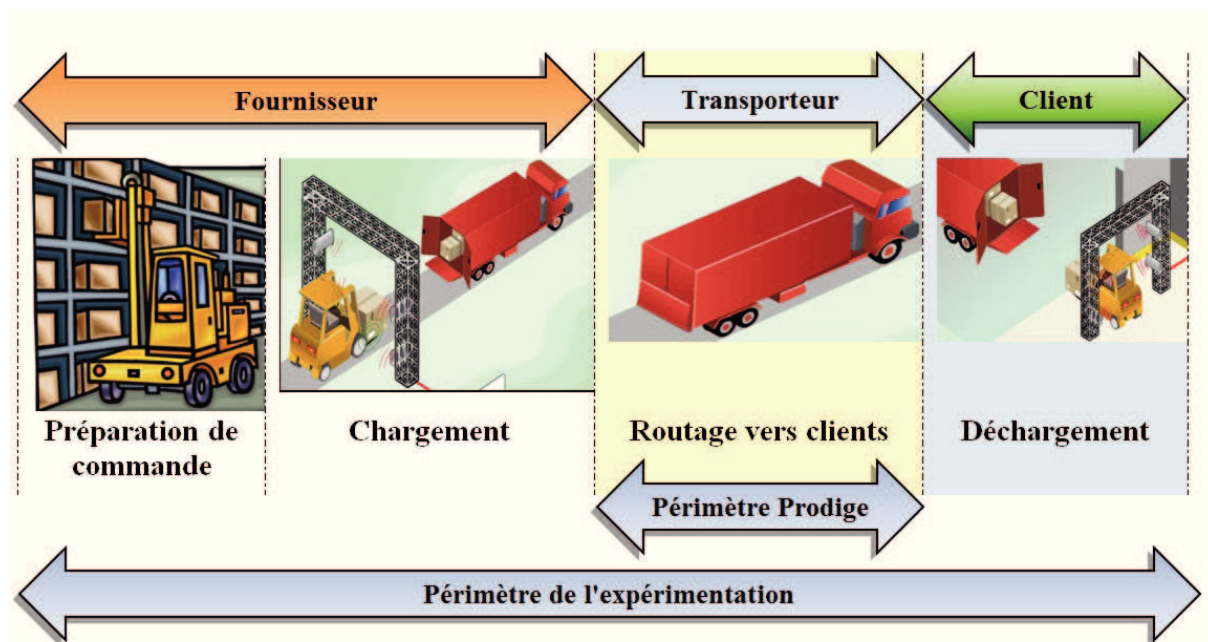 Fournisseur
Transporteur
Client
Préparation de
commande
Chargement
Routage vers clients
Déchargement
Périmètre Prodige
Périmètre de l'expérimentation